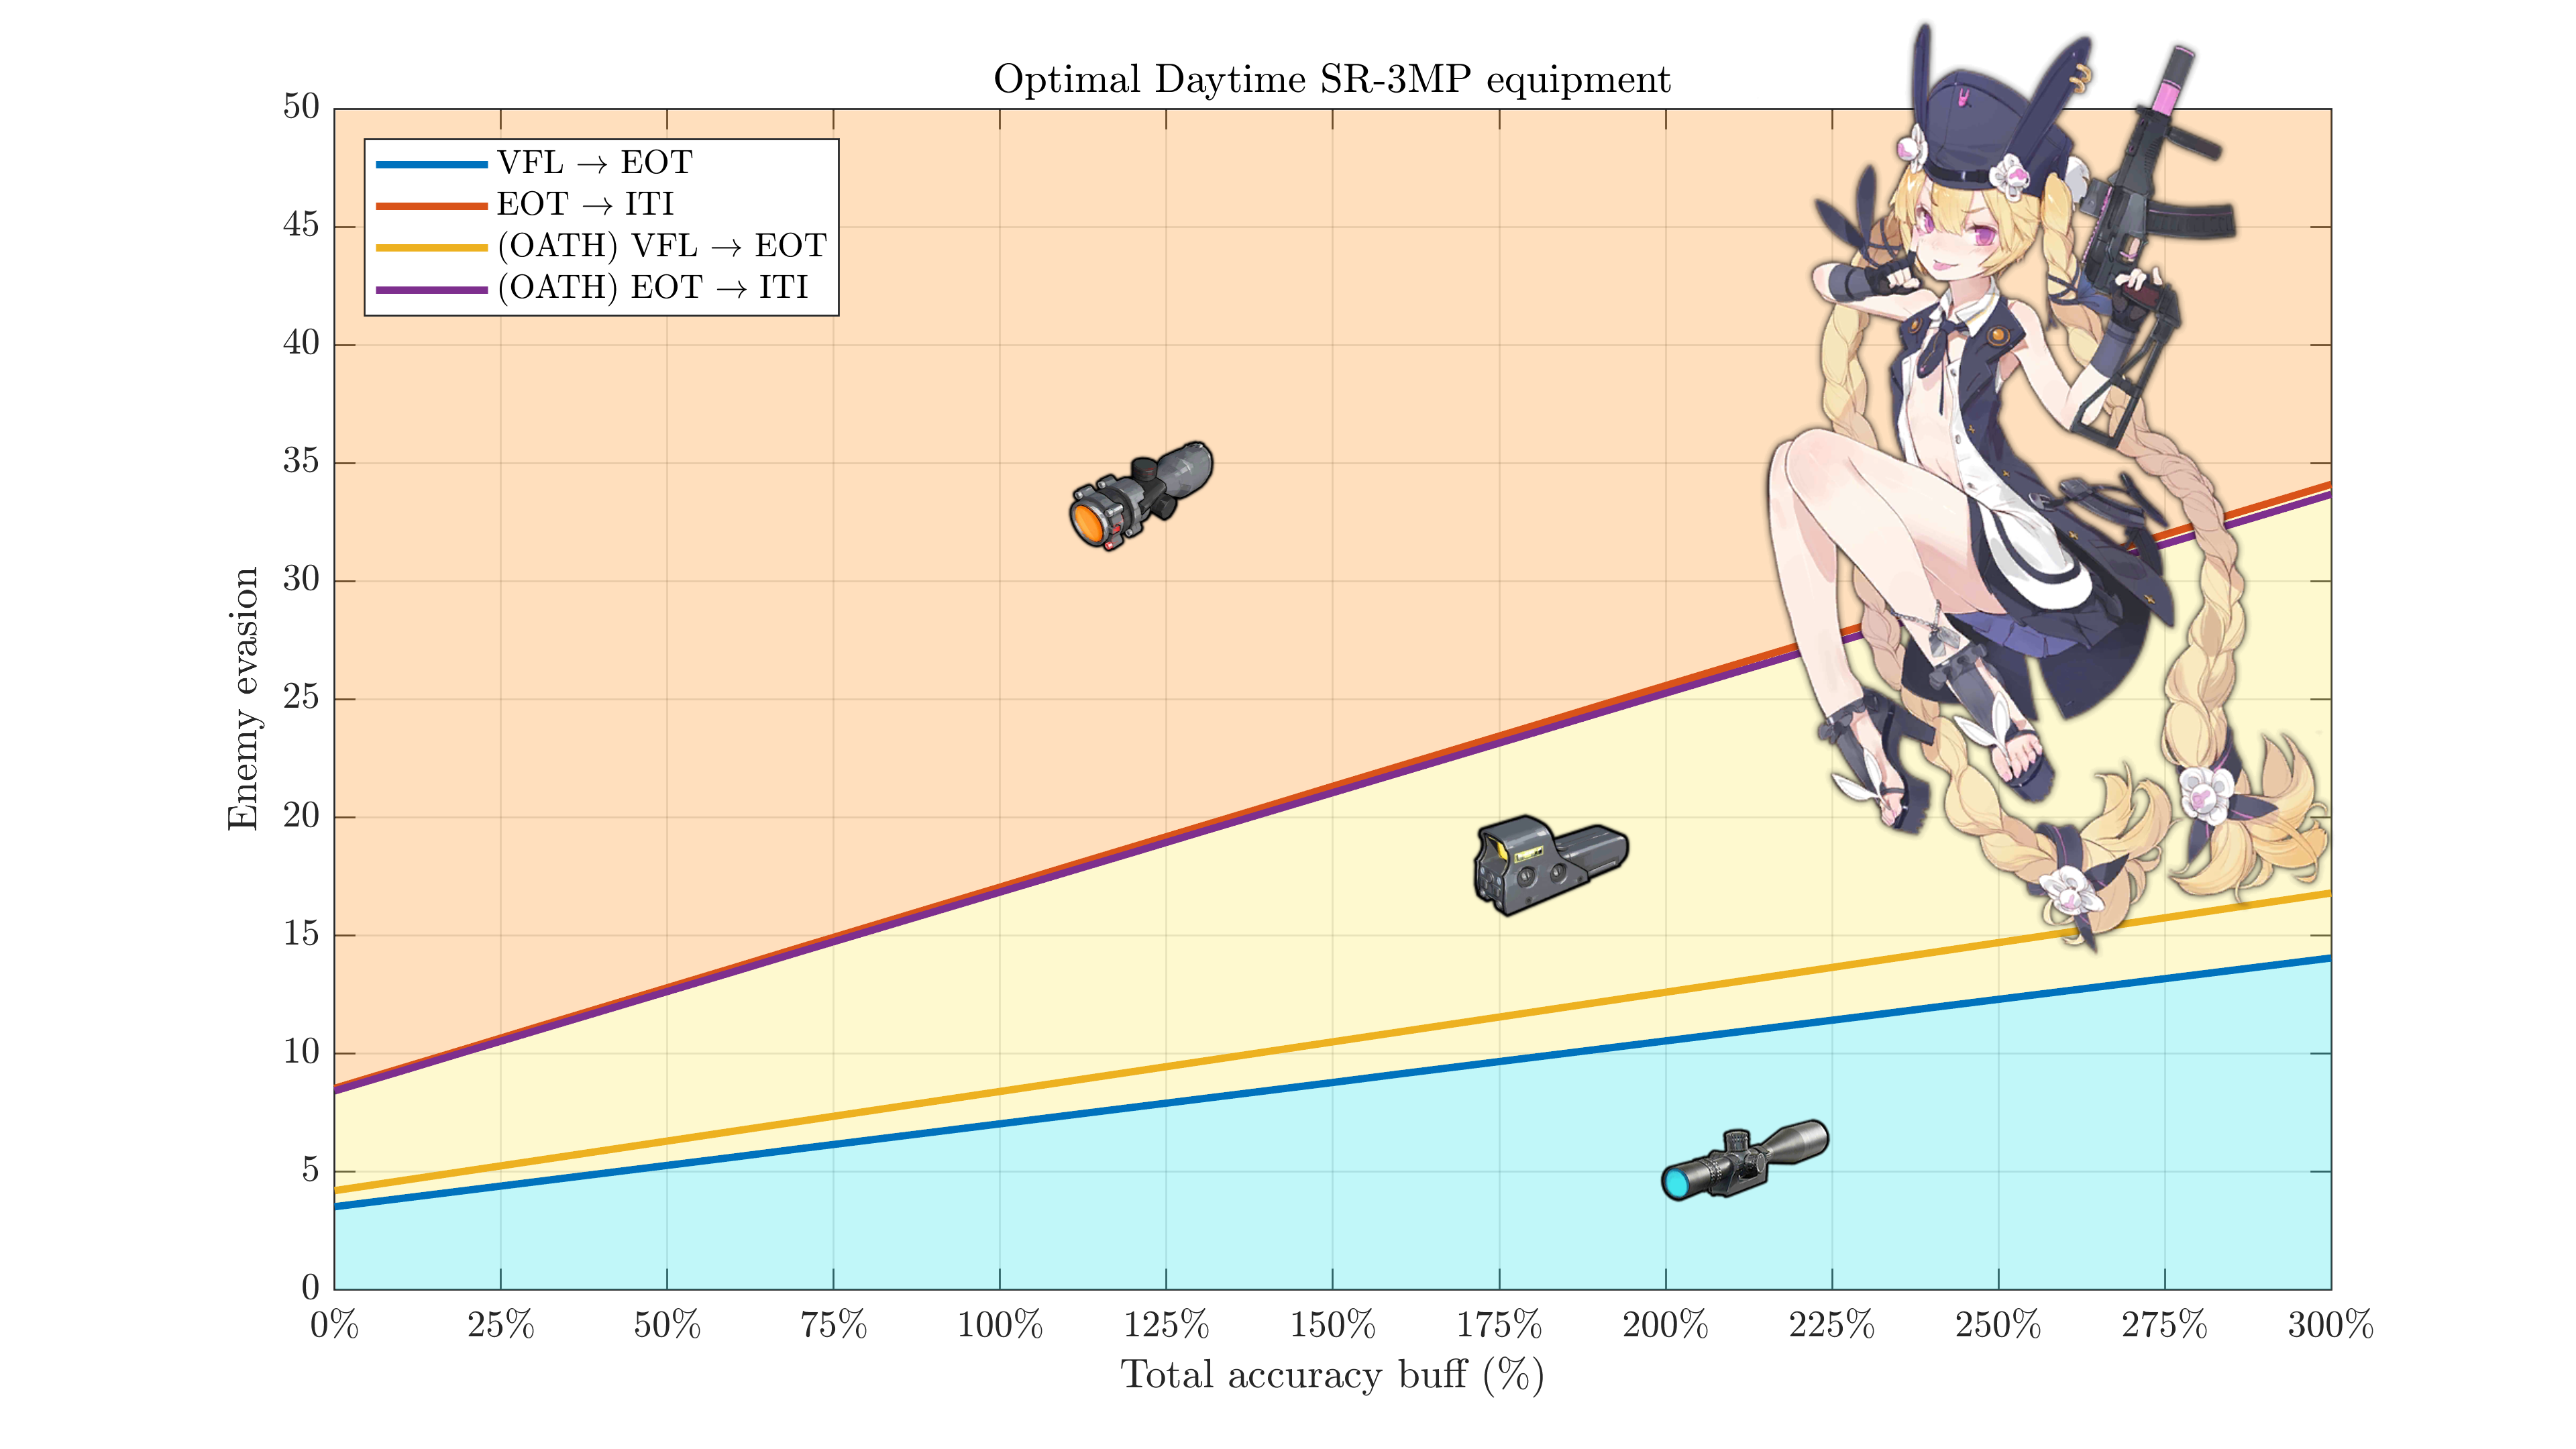 Optimal Daytime SR-3MP equipment
VFL → EOT
EOT → ITI
(OATH) VFL → EOT
(OATH) EOT → ITI
50
45
40
35
30
25
20
15
10
5
0
Enemy evasion
0% 25% 50% 75% 100% 125% 150% 175% 200% 225% 250% 275% 300%
Total accuracy buff (%)